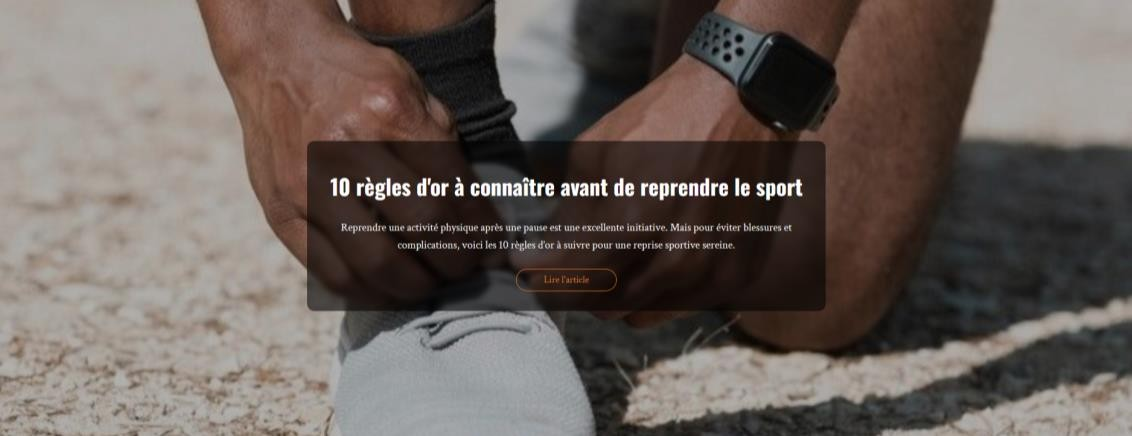 10 règles d'or à connaître avant de reprendre le sport
Reprendre une activité physique après une pause est une excellente initiative. Mais pour éviter blessures et
complications, voici les 10 règles d'or à suivre pour une reprise sportive sereine.
Lire l'article